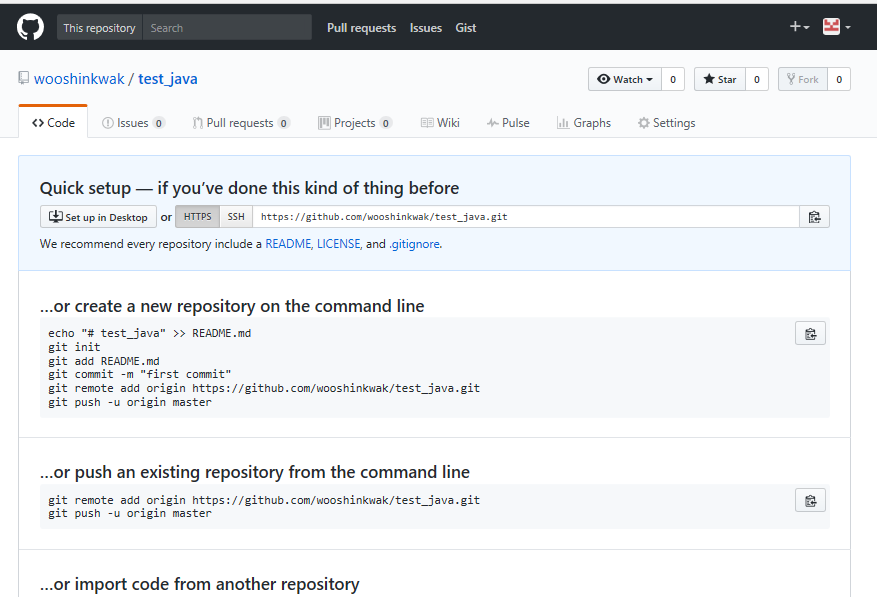 This repository Search Pull requests Issues Gist
wooshinkwak / test_java Watch 0 Star 0 Fork 0
Code Issues 0 Pull requests 0 Projects 0 Wiki Pulse Graphs Settings
Quick setup — if you’ve done this kind of thing before
Set up in Desktop or HTTPS SSH https://github.com/wooshinkwak/test_java.git
We recommend every repository include a README, LICENSE, and .gitignore.
…or create a new repository on the command line
echo "# test_java" >> README.md
git init
git add README.md
git commit -m "first commit"
git remote add origin https://github.com/wooshinkwak/test_java.git
git push -u origin master
…or push an existing repository from the command line
git remote add origin https://github.com/wooshinkwak/test_java.git
git push -u origin master
…or import code from another repository